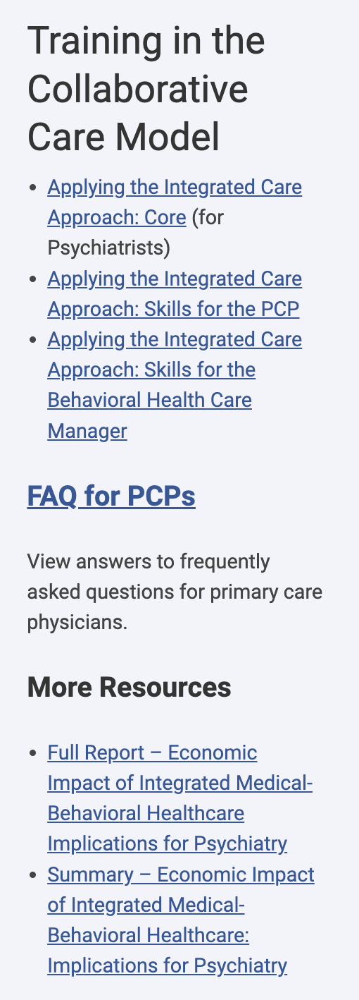 Training in the
Collaborative
Care Model
• Applying the Integrated Care
Approach: Core (for
Psychiatrists)
• Applying the Integrated Care
Approach: Skills for the PCP
• Applying the Integrated Care
Approach: Skills for the
Behavioral Health Care
Manager
FAQ for PCPs
View answers to frequently
asked questions for primary care
physicians.
More Resources
• Full Report – Economic
Impact of Integrated Medical-
Behavioral Healthcare
Implications for Psychiatry
• Summary – Economic Impact
of Integrated Medical-
Behavioral Healthcare:
Implications for Psychiatry